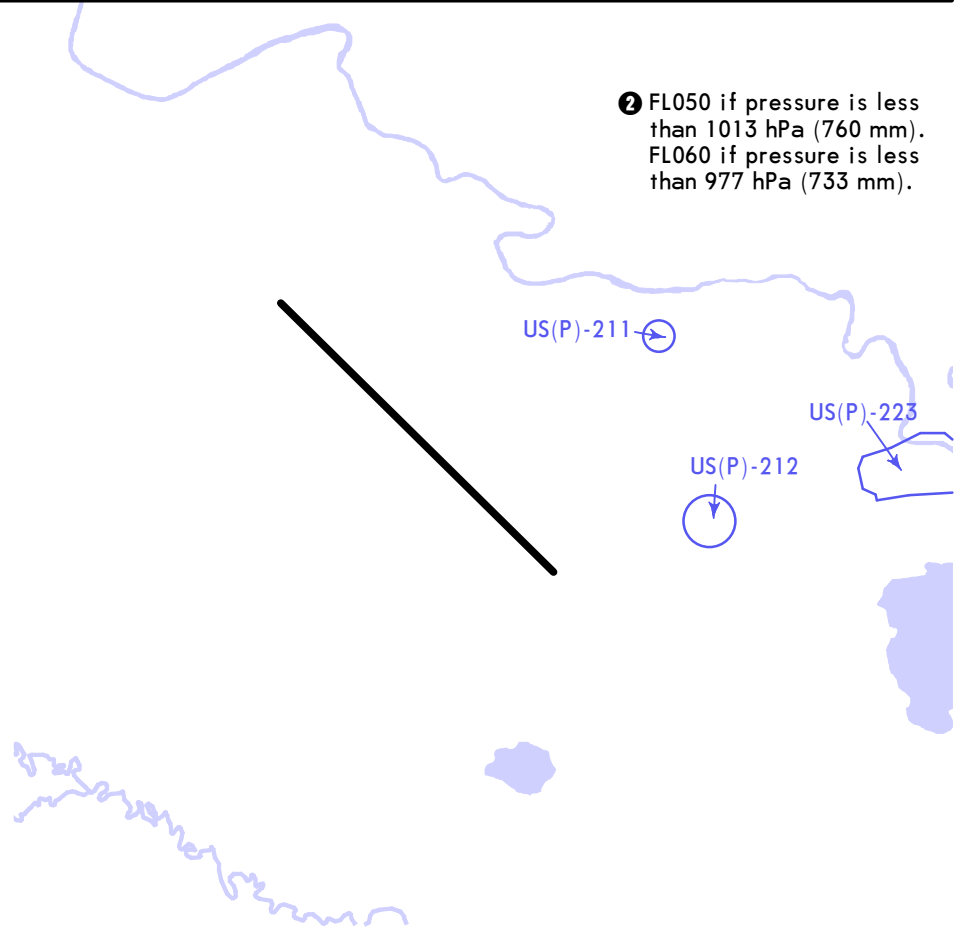 ❷ FL050 if pressure is less
than 1013 hPa (760 mm).
FL060 if pressure is less
than 977 hPa (733 mm).
US(P)-211
US(P)-223
US(P)-212